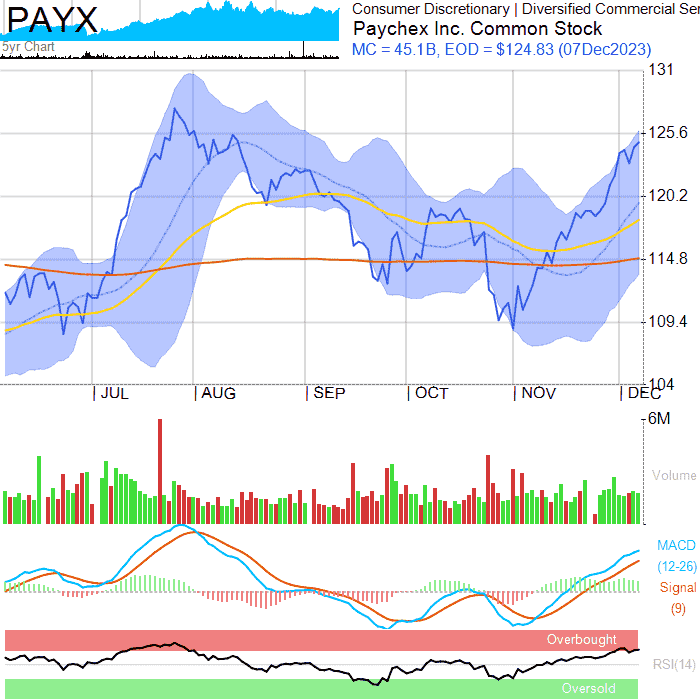 PAYX
5yr Chart
Consumer Discretionary | Diversified Commercial Ser
Paychex Inc. Common Stock
MC = 45.1B, EOD = $124.83 (07Dec2023)
131
125.6
120.2
114.8
109.4
104
| JUL | AUG | SEP | OCT | NOV | DEC
6M
Volume
MACD
(12-26)
Signal
(9)
Overbought
RSI(14)
Oversold